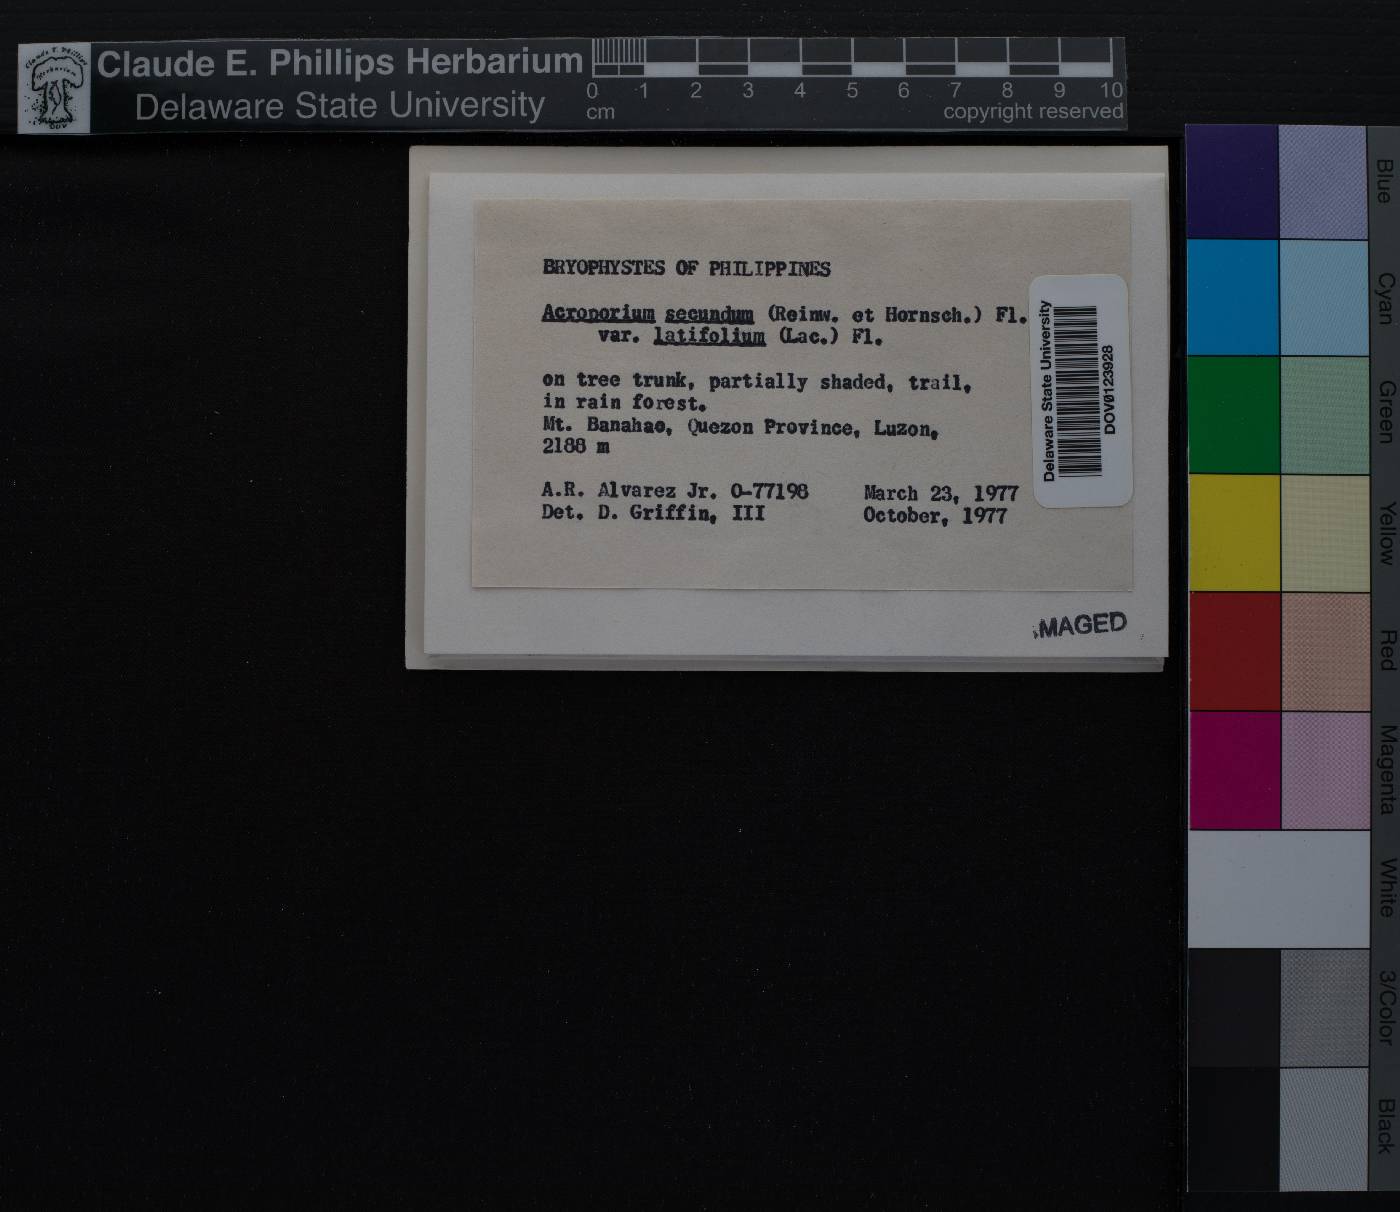 Claude E. Phillips Herbarium
Delaware State University
0 1 2 3 4 5 6 7 8 9 10
cm copyright reserved
BRYOPHYSTES OF PHILIPPINES
Acroporium secundum (Reinw. et Hornsch.) Fl.
var. latifolium (Lac.) Fl.
on tree trunk, partially shaded, trail,
in rain forest.
Mt. Banahao, Quezon Province, Luzon,
2188 m
A.R. Alvarez Jr. O-77198 March 23, 1977
Det. D. Griffin, III October, 1977
Delaware State University
DOV0123928
IMAGED
Blue
Cyan
Green
Yellow
Red
Magenta
White
3/Color
Black